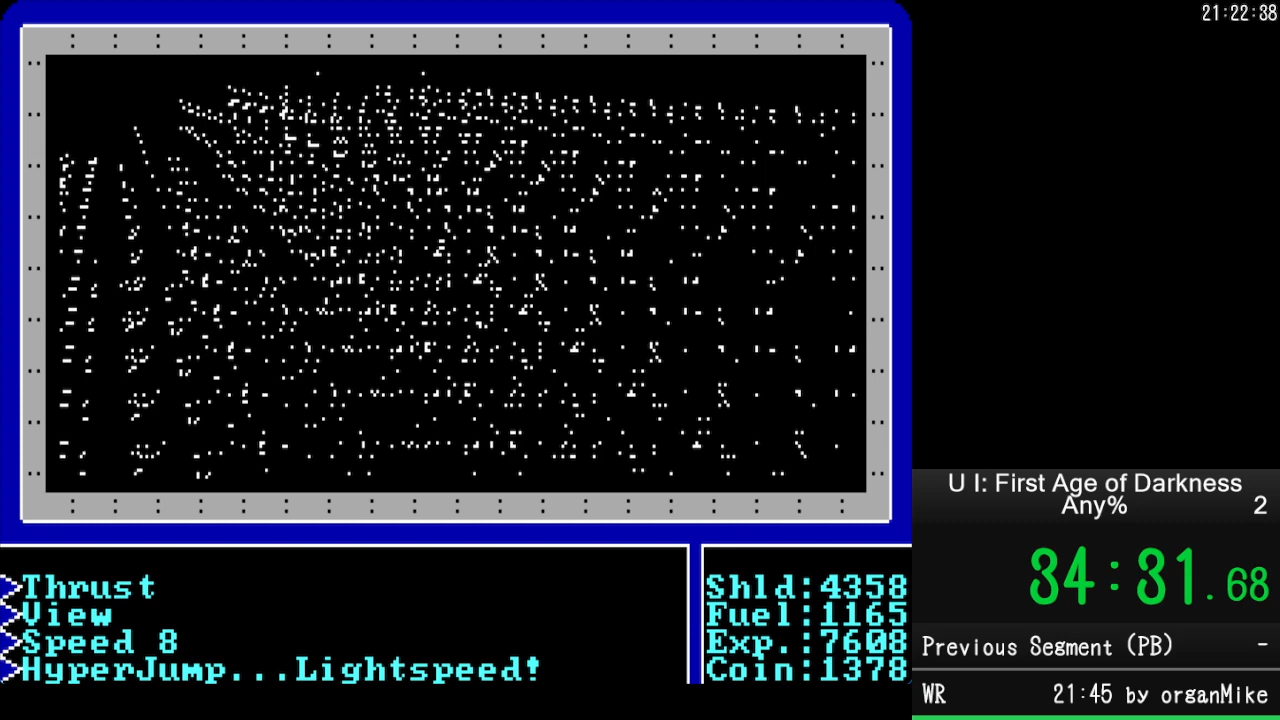 21:22:38
Thrust
View
Speed 8
HyperJump...Lightspeed!
Shld:4358
Fuel:1165
Exp.:7608
Coin:1378
U I: First Age of Darkness
Any% 2
34:31.68
Previous Segment (PB) -
WR 21:45 by organMike